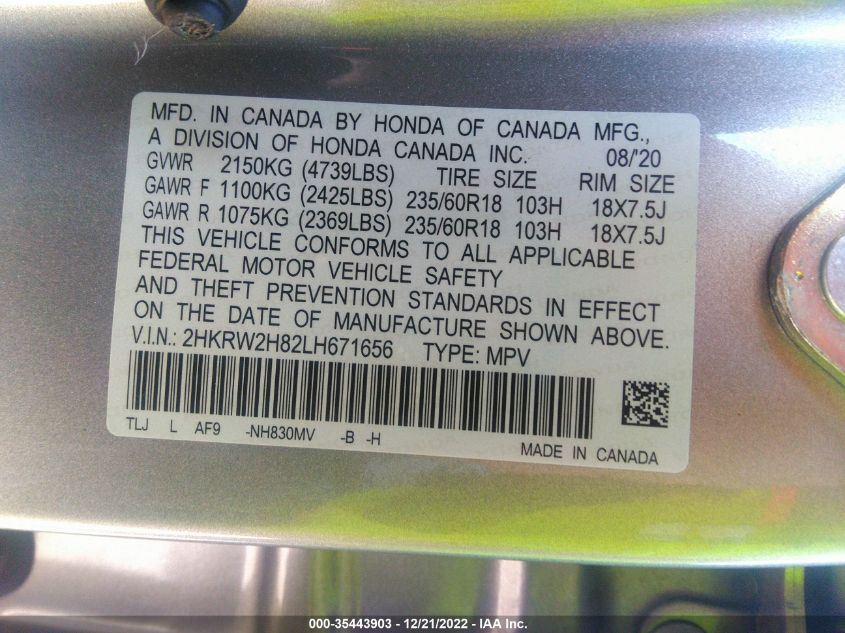 MFD. IN CANADA BY HONDA OF CANADA MFG.,
A DIVISION OF HONDA CANADA INC. 08/'20
GVWR 2150KG (4739LBS) TIRE SIZE RIM SIZE
GAWR F 1100KG (2425LBS) 235/60R18 103H 18X7.5J
GAWR R 1075KG (2369LBS) 235/60R18 103H 18X7.5J
THIS VEHICLE CONFORMS TO ALL APPLICABLE
FEDERAL MOTOR VEHICLE SAFETY
AND THEFT PREVENTION STANDARDS IN EFFECT
ON THE DATE OF MANUFACTURE SHOWN ABOVE.
V.I.N.: 2HKRW2H82LH671656 TYPE: MPV
TLJ L AF9 -NH830MV -B -H
MADE IN CANADA
000-35443903 - 12/21/2022 - IAA Inc.